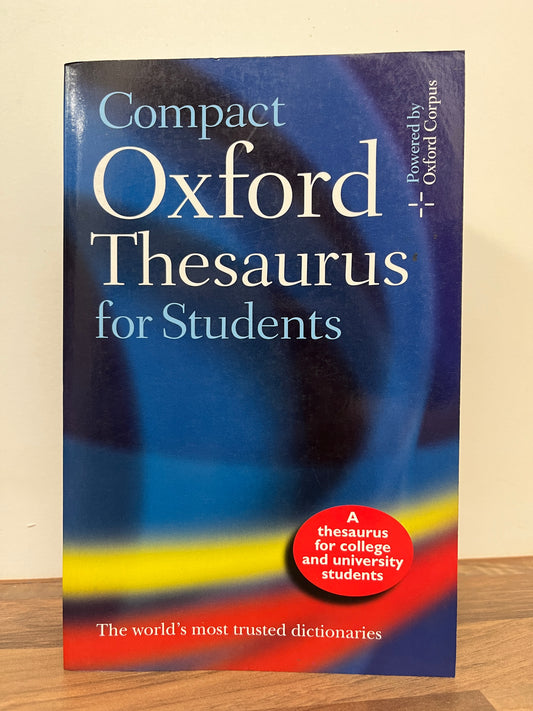 Compact
Oxford
Thesaurus
for Students
Powered by
Oxford Corpus
A
thesaurus
for college
and university
students
The world's most trusted dictionaries